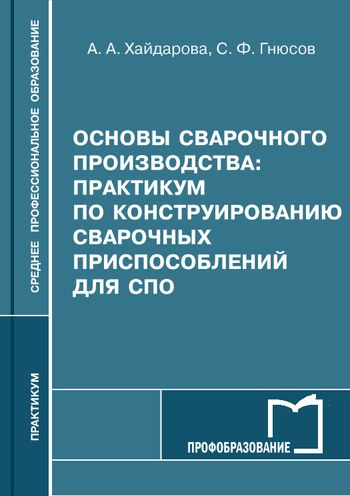 А. А. Хайдарова, С. Ф. Гнюсов
ОСНОВЫ СВАРОЧНОГО
ПРОИЗВОДСТВА:
ПРАКТИКУМ
ПО КОНСТРУИРОВАНИЮ
СВАРОЧНЫХ
ПРИСПОСОБЛЕНИЙ
ДЛЯ СПО
СРЕДНЕЕ ПРОФЕССИОНАЛЬНОЕ ОБРАЗОВАНИЕ
ПРАКТИКУМ
ПРОФОБРАЗОВАНИЕ